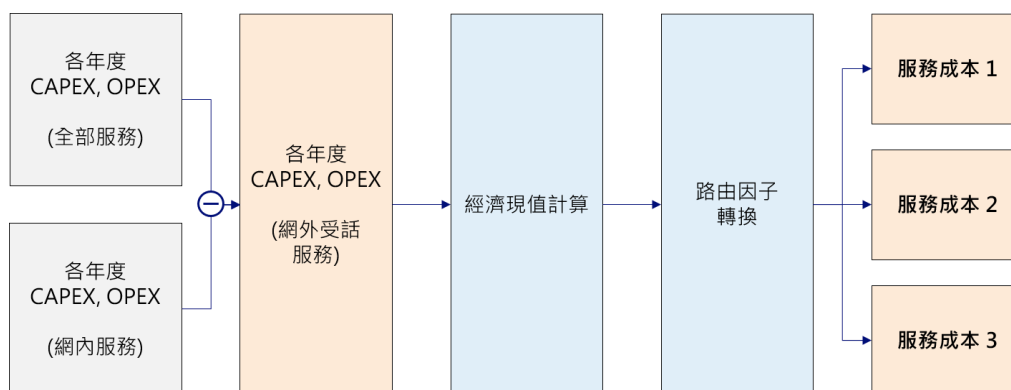 各年度
CAPEX, OPEX
(全部服務)
各年度
CAPEX, OPEX
(網內服務)
各年度
CAPEX, OPEX
(網外受話
服務)
經濟現值計算
路由因子
轉換
服務成本 1
服務成本 2
服務成本 3